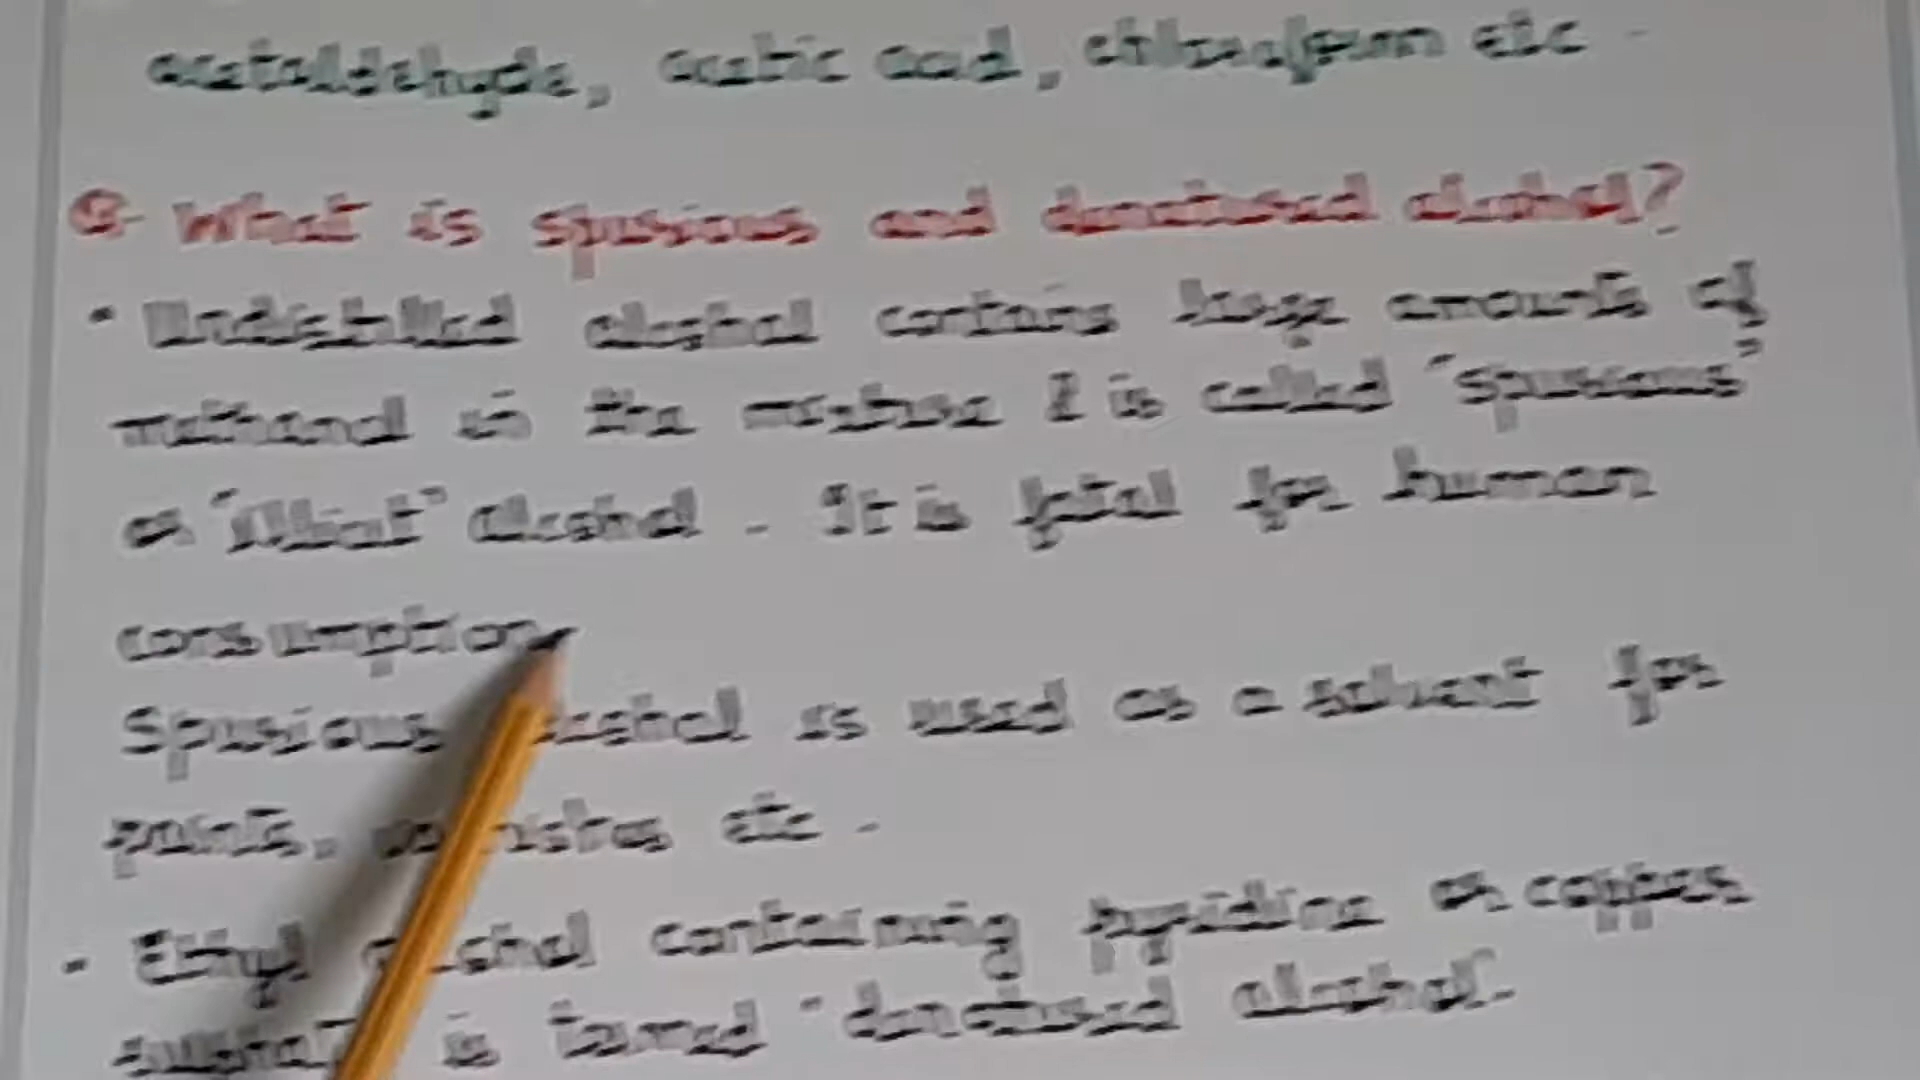 acetaldehyde, acetic acid, chloroform etc.
Q- What is spurious and denatured alcohol?
• Undistilled alcohol contains large amounts of
methanol in the mixture & is called "spurious"
or "illicit" alcohol. It is fatal for human
consumption
Spurious alcohol is used as a solvent for
paints, varnishes etc.
• Ethyl alcohol containing pyridine or copper
sulphate is termed "denatured alcohol.